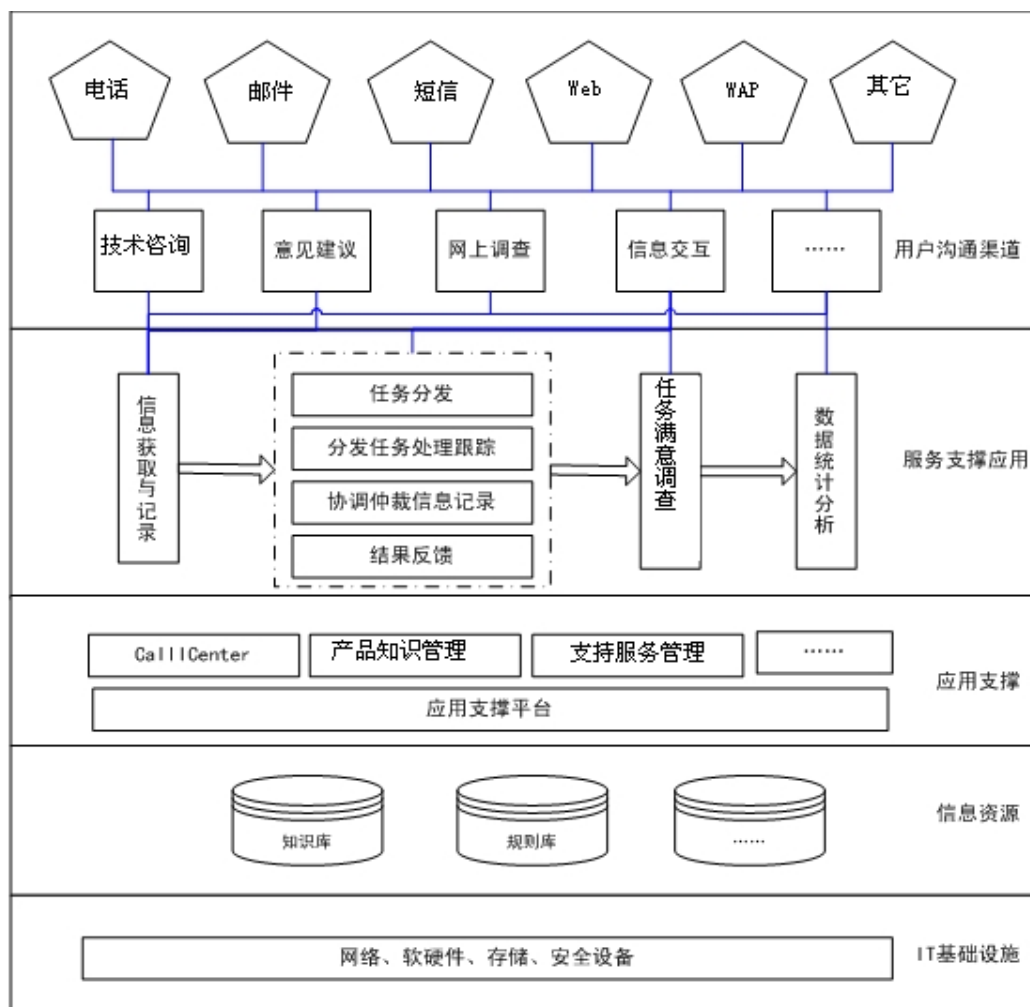 电话
邮件
短信
Web
WAP
其它
技术咨询
意见建议
网上调查
信息交互
……
用户沟通渠道
信息获取与记录
任务分发
分发任务处理跟踪
协调仲裁信息记录
结果反馈
任务满意调查
数据统计分析
服务支撑应用
CalllCenter
产品知识管理
支持服务管理
……
应用支撑平台
应用支撑
知识库
规则库
……
信息资源
网络、软硬件、存储、安全设备
IT基础设施